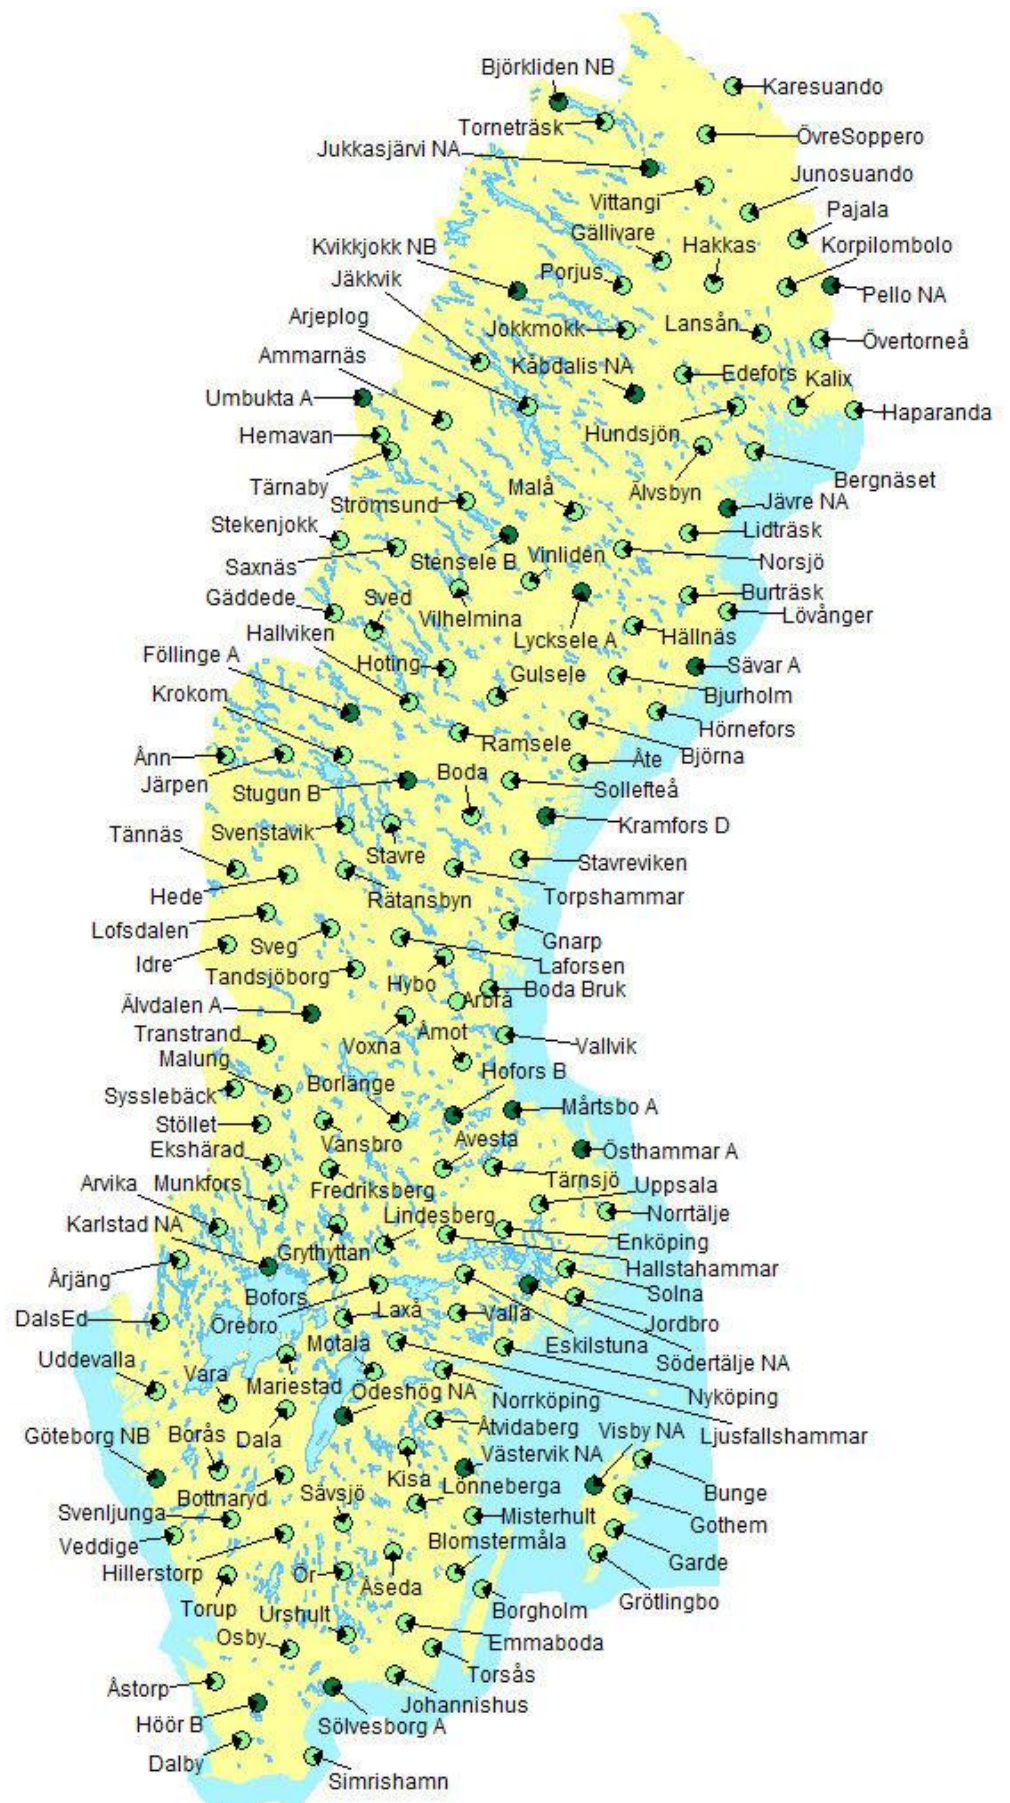 Björkliden NB
Karesuando
Torneträsk
ÖvreSoppero
Jukkasjärvi NA
Junosuando
Vittangi
Pajala
Gällivare
Hakkas
Korpilombolo
Kvikkjokk NB
Porjus
Jäkkvik
Pello NA
Arjeplog
Jokkmokk
Lansån
Övertorneå
Ammarnäs
Kåbdalis NA
Edefors
Kalix
Umbukta A
Haparanda
Hemavan
Hundsjön
Tärnaby
Bergnäset
Malå
Älvsbyn
Strömsund
Jävre NA
Stekenjokk
Lidträsk
Saxnäs
Stensele B
Vinliden
Norsjö
Gäddede
Sved
Burträsk
Vilhelmina
Lövånger
Hallviken
Lycksele A
Hällnäs
Föllinge A
Hoting
Gulsele
Sävar A
Krokom
Bjurholm
Hörnefors
Ånn
Ramsele
Björna
Järpen
Åte
Stugun B
Boda
Sollefteå
Svenstavik
Kramfors D
Tännäs
Stavre
Stavreviken
Hede
Rätansbyn
Torpshammar
Lofsdalen
Gnarp
Idre
Sveg
Laforsen
Tandsjöborg
Hybo
Boda Bruk
Älvdalen A
Arbrå
Transtrand
Voxna
Åmot
Vallvik
Malung
Hofors B
Sysslebäck
Borlänge
Mårtsbo A
Stöllet
Vansbro
Avesta
Östhammar A
Ekshärad
Tärnsjö
Arvika
Munkfors
Fredriksberg
Uppsala
Karlstad NA
Lindesberg
Norrtälje
Grythyttan
Enköping
Årjäng
Hallstahammar
Bofors
Solna
DalsEd
Örebro
Laxå
Valla
Jordbro
Motala
Eskilstuna
Södertälje NA
Uddevalla
Vara
Mariestad
Ödeshög NA
Norrköping
Nyköping
Göteborg NB
Borås
Dala
Åtvidaberg
Visby NA
Ljusfallshammar
Västervik NA
Kisa
Bottnaryd
Sävsjö
Lönneberga
Bunge
Svenljunga
Misterhult
Gothem
Veddige
Blomstermåla
Garde
Hillerstorp
Ör
Åseda
Grötlingbo
Torup
Borgholm
Urshult
Osby
Emmaboda
Torsås
Åstorp
Johannishus
Höör B
Sölvesborg A
Dalby
Simrishamn